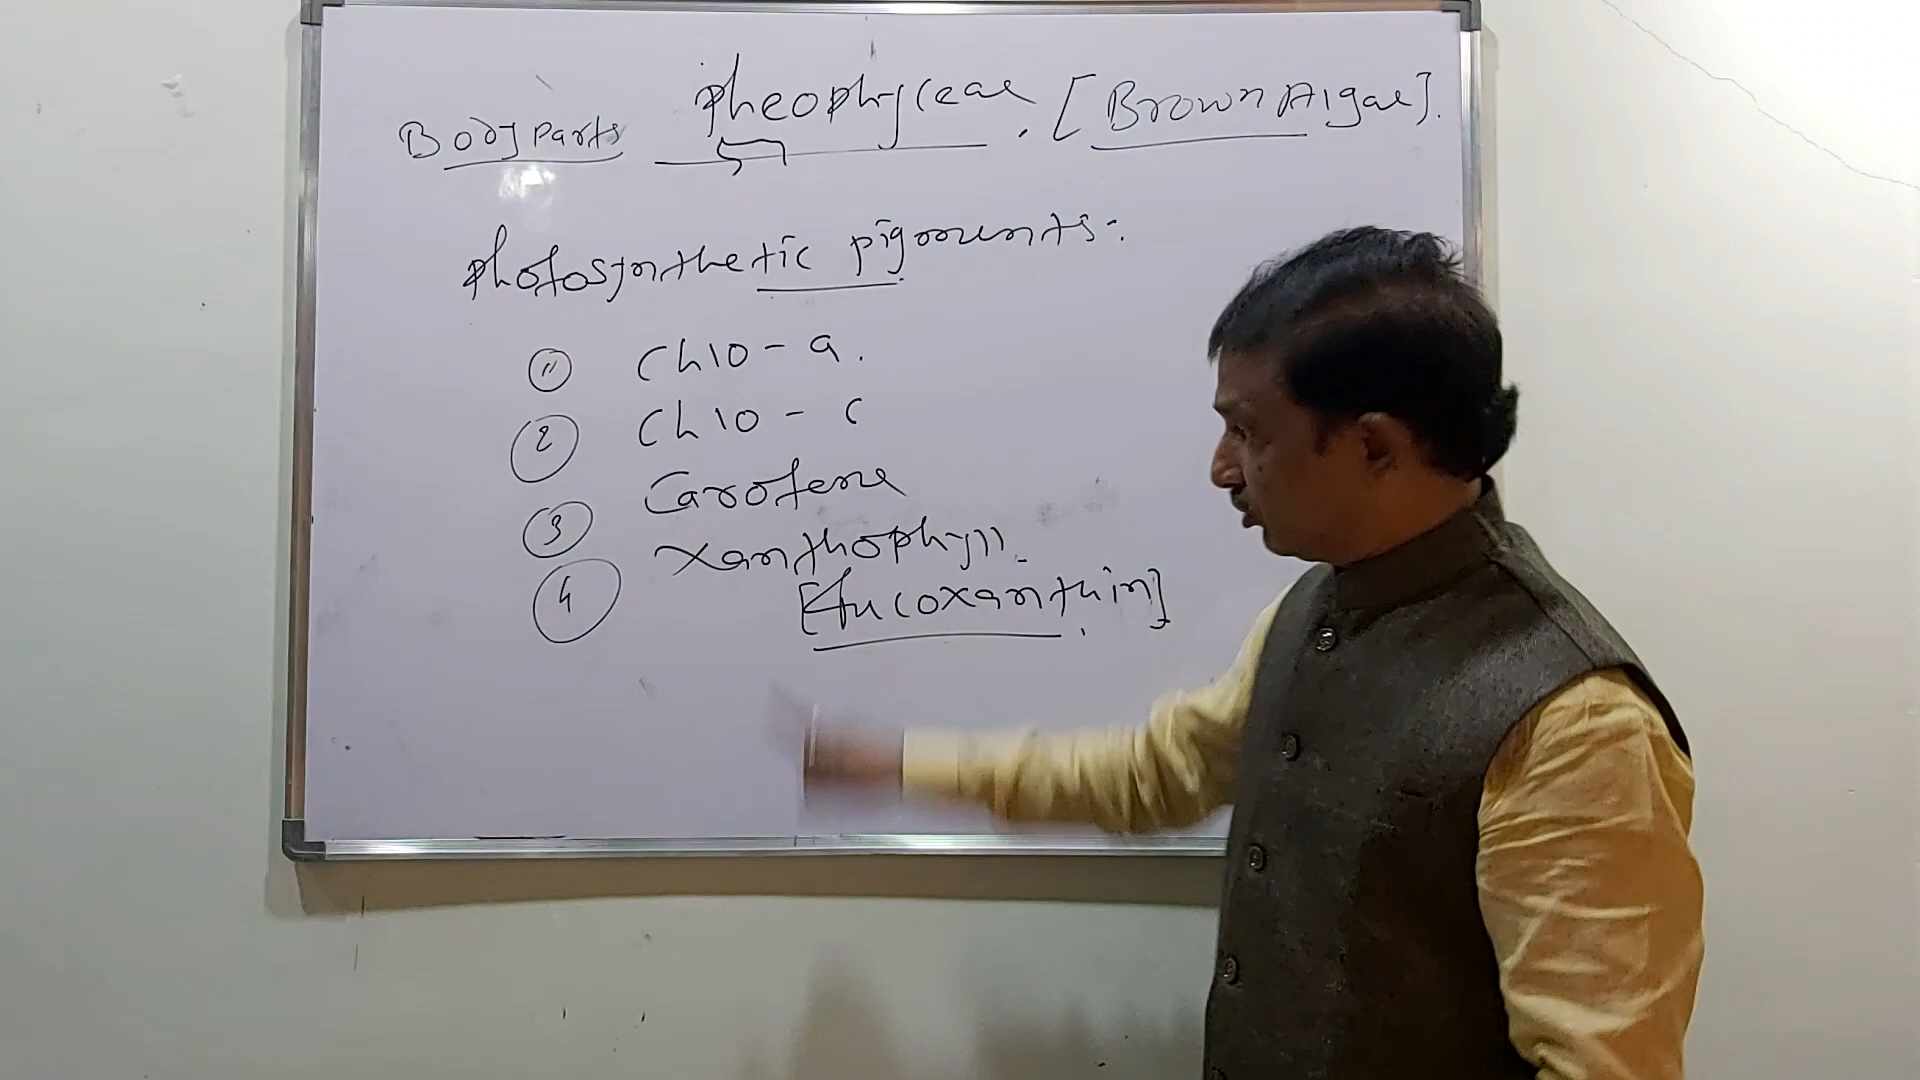 Pheophyceae. [Brown Algae].
Body Parts
Photosynthetic pigments:-
1 Chlo - a.
2 Chlo - c
3 Carotene
4 Xanthophyll.
[fucoxanthin]